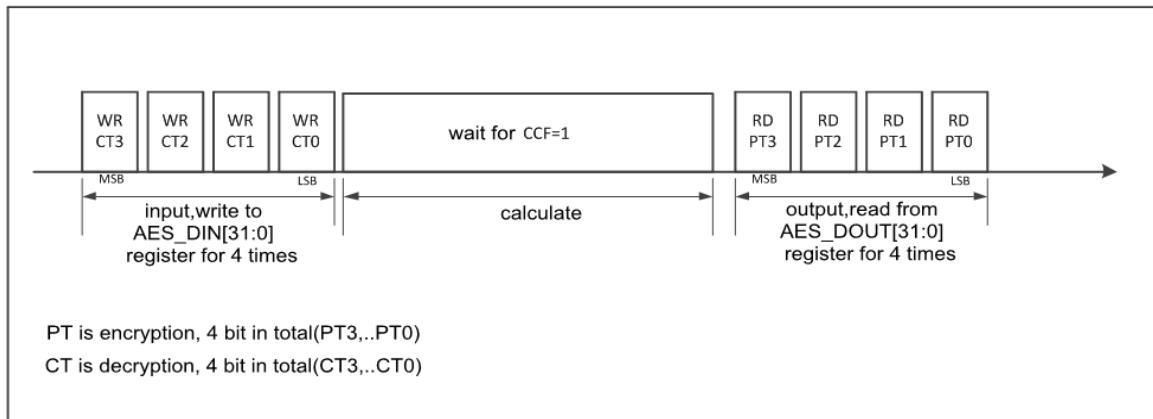 WR CT3
WR CT2
WR CT1
WR CT0
wait for CCF=1
RD PT3
RD PT2
RD PT1
RD PT0
MSB
LSB
MSB
LSB
input,write to
AES_DIN[31:0]
register for 4 times
calculate
output,read from
AES_DOUT[31:0]
register for 4 times
PT is encryption, 4 bit in total(PT3,..PT0)
CT is decryption, 4 bit in total(CT3,..CT0)